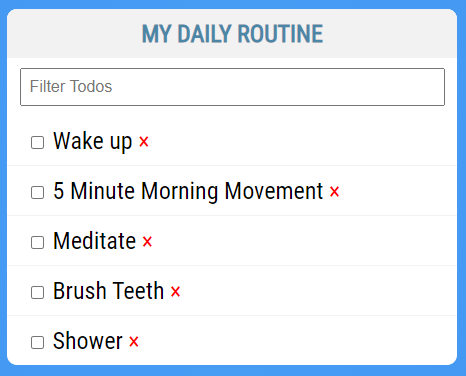 MY DAILY ROUTINE
Filter Todos
Wake up ×
5 Minute Morning Movement ×
Meditate ×
Brush Teeth ×
Shower ×